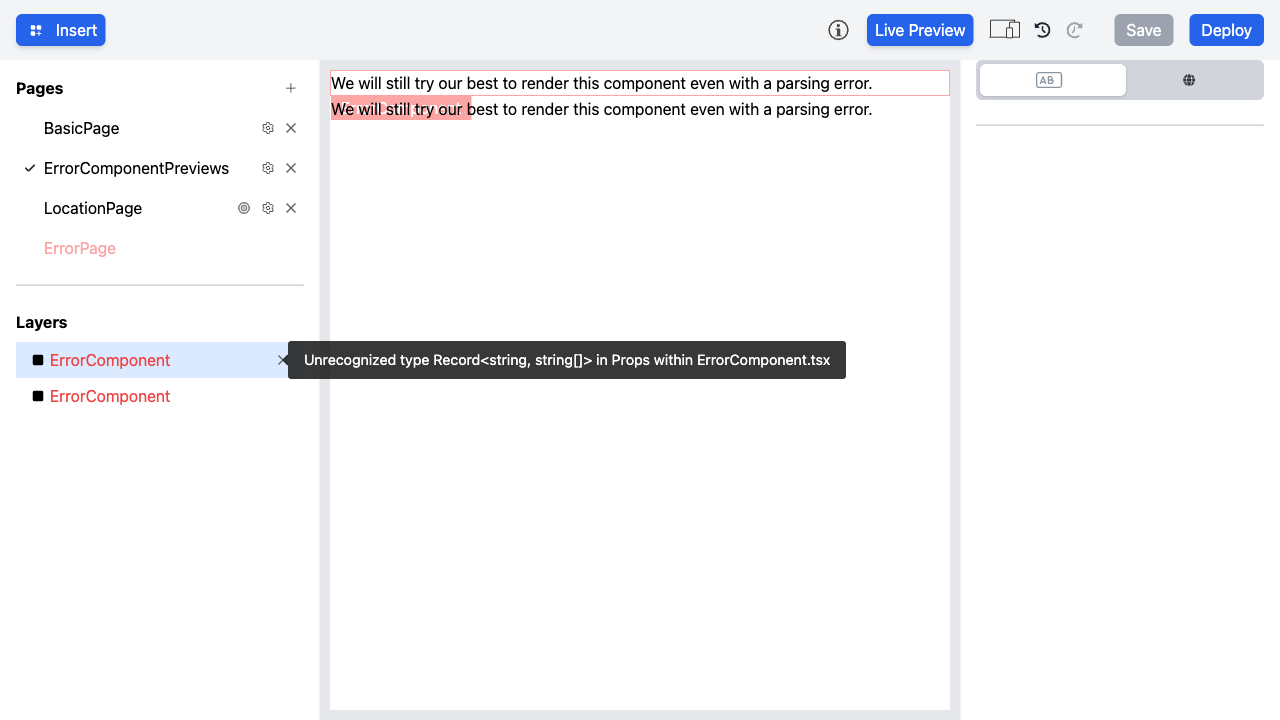 Insert
Live Preview
Save
Deploy
Pages
BasicPage
ErrorComponentPreviews
LocationPage
ErrorPage
Layers
ErrorComponent
ErrorComponent
We will still try our best to render this component even with a parsing error.
We will still try our best to render this component even with a parsing error.
Unrecognized type Record<string, string[]> in Props within ErrorComponent.tsx
AB